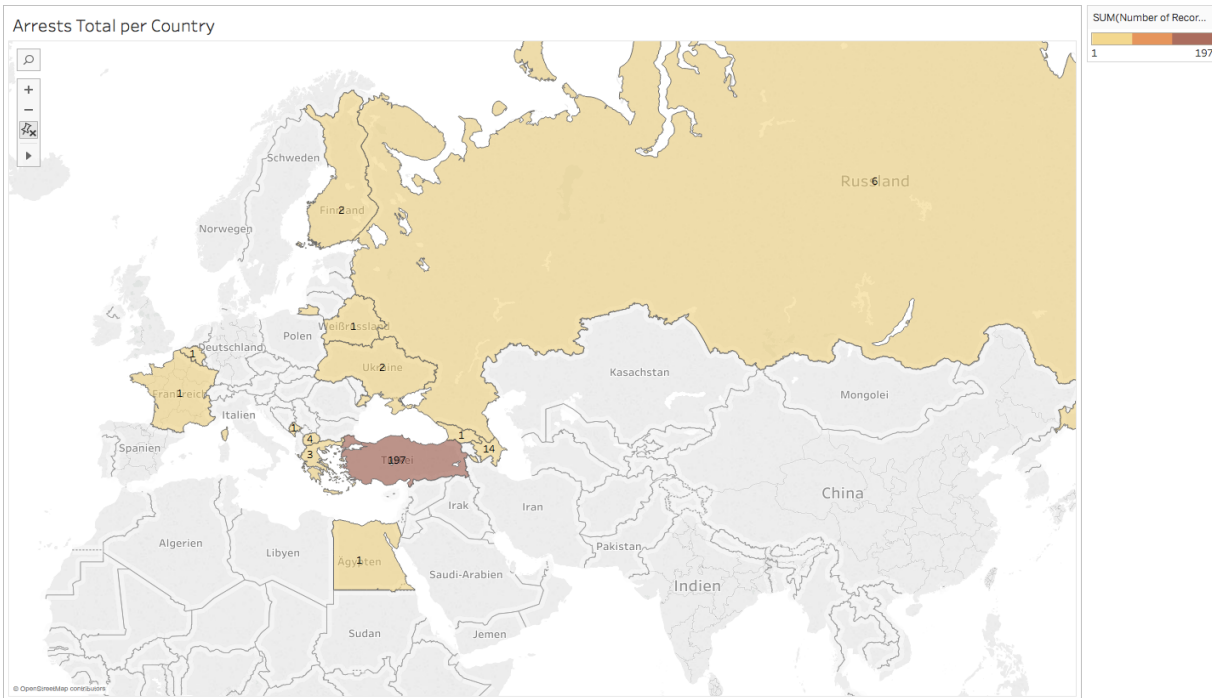 Arrests Total per Country
SUM(Number of Recor...
1
197
Schweden
Russland
6
Finnland
2
Norwegen
Weißrussland
1
Polen
Deutschland
1
Ukraine
2
Kasachstan
Frankreich
1
Mongolei
Italien
1
4
1
Spanien
14
3
197
China
Irak
Iran
Algerien
Libyen
Pakistan
Ägypten
1
Saudi-Arabien
Indien
Sudan
Jemen
© OpenStreetMap contributors